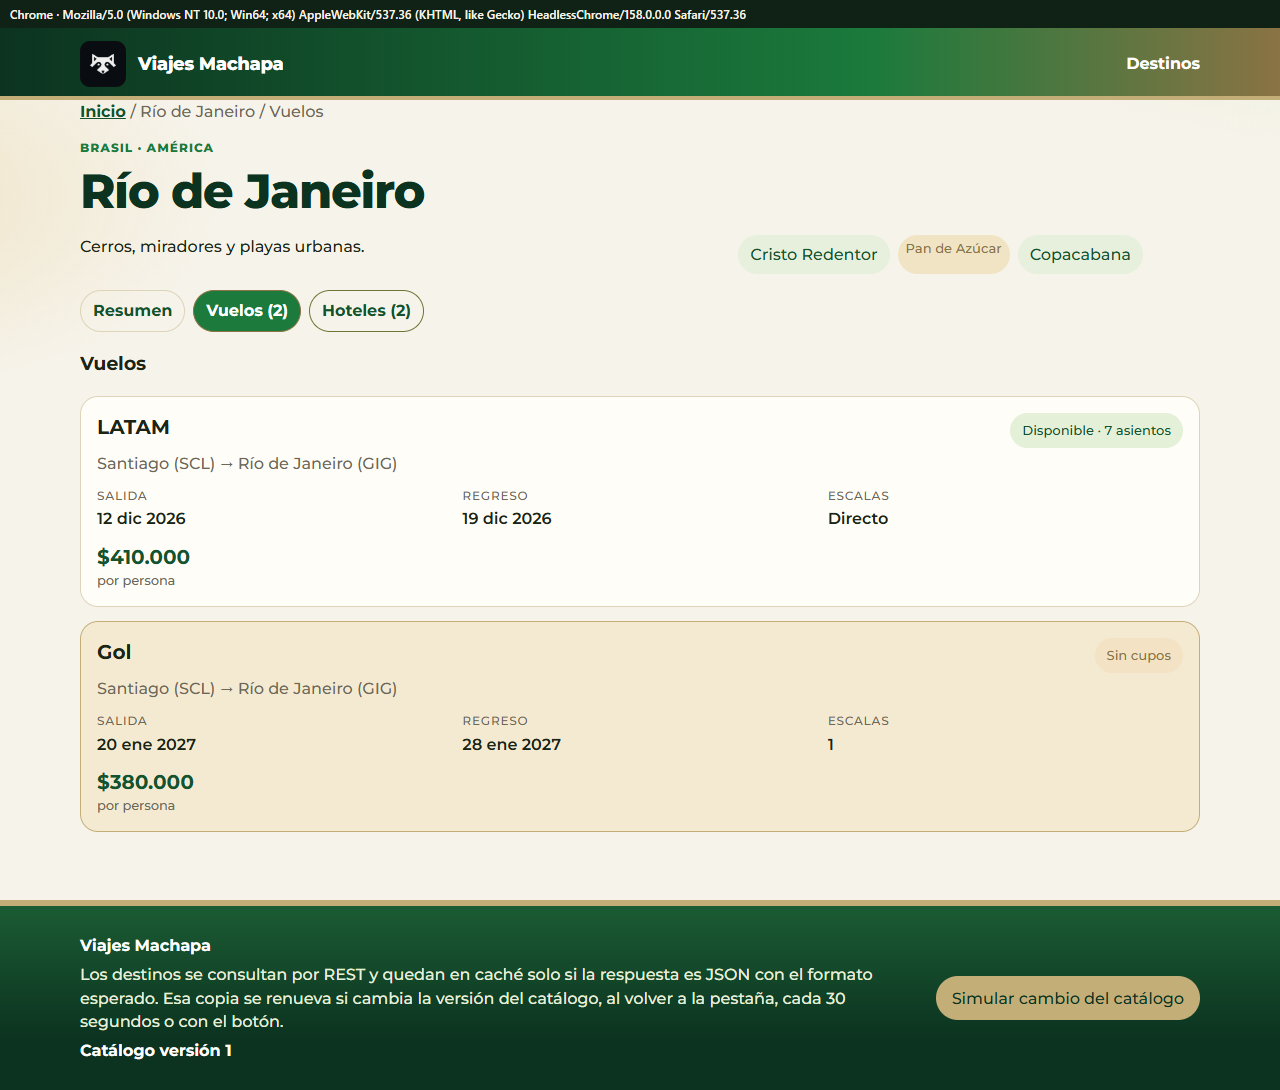 Chrome · Mozilla/5.0 (Windows NT 10.0; Win64; x64) AppleWebKit/537.36 (KHTML, like Gecko) HeadlessChrome/158.0.0.0 Safari/537.36
Viajes Machapa
Destinos
Inicio / Río de Janeiro / Vuelos
BRASIL · AMÉRICA
Río de Janeiro
Cerros, miradores y playas urbanas.
Cristo Redentor
Pan de Azúcar
Copacabana
Resumen
Vuelos (2)
Hoteles (2)
Vuelos
LATAM
Disponible · 7 asientos
Santiago (SCL) → Río de Janeiro (GIG)
SALIDA
REGRESO
ESCALAS
12 dic 2026
19 dic 2026
Directo
$410.000
por persona
Gol
Sin cupos
Santiago (SCL) → Río de Janeiro (GIG)
SALIDA
REGRESO
ESCALAS
20 ene 2027
28 ene 2027
1
$380.000
por persona
Viajes Machapa
Los destinos se consultan por REST y quedan en caché solo si la respuesta es JSON con el formato
esperado. Esa copia se renueva si cambia la versión del catálogo, al volver a la pestaña, cada 30
segundos o con el botón.
Catálogo versión 1
Simular cambio del catálogo